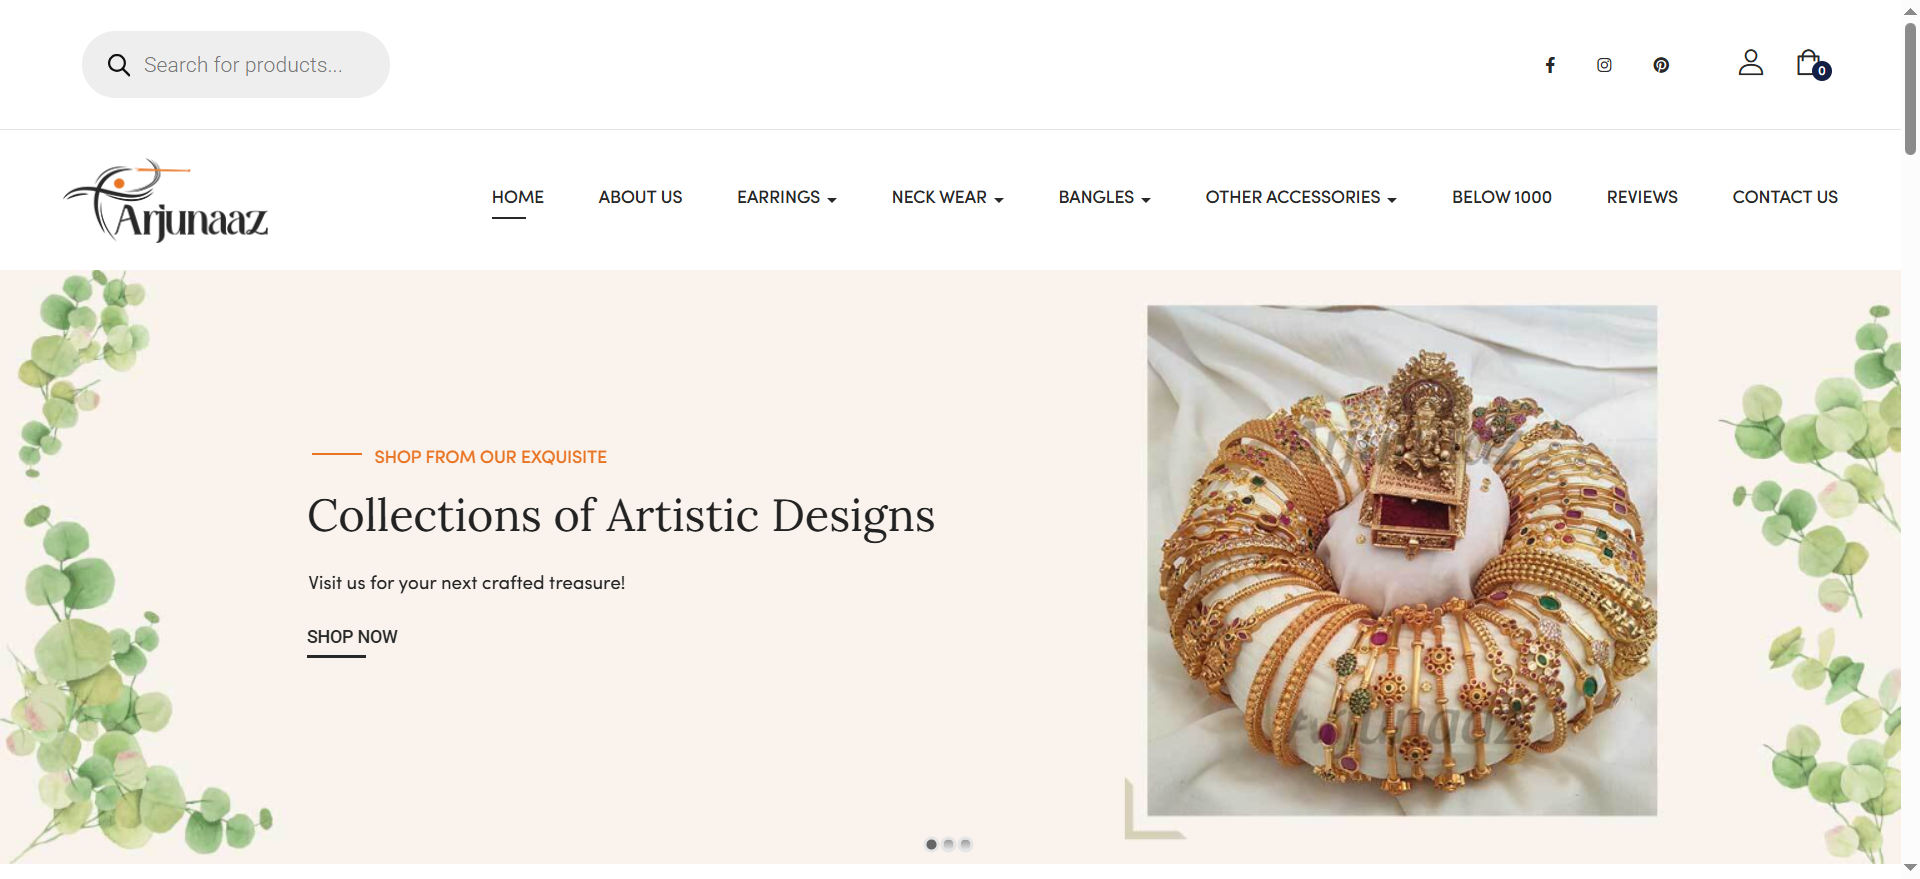 Search for products...
0
Arjunaaz
HOME ABOUT US EARRINGS NECK WEAR BANGLES OTHER ACCESSORIES BELOW 1000 REVIEWS CONTACT US
SHOP FROM OUR EXQUISITE
Collections of Artistic Designs
Visit us for your next crafted treasure!
SHOP NOW
Arjunaaz
Arjunaaz